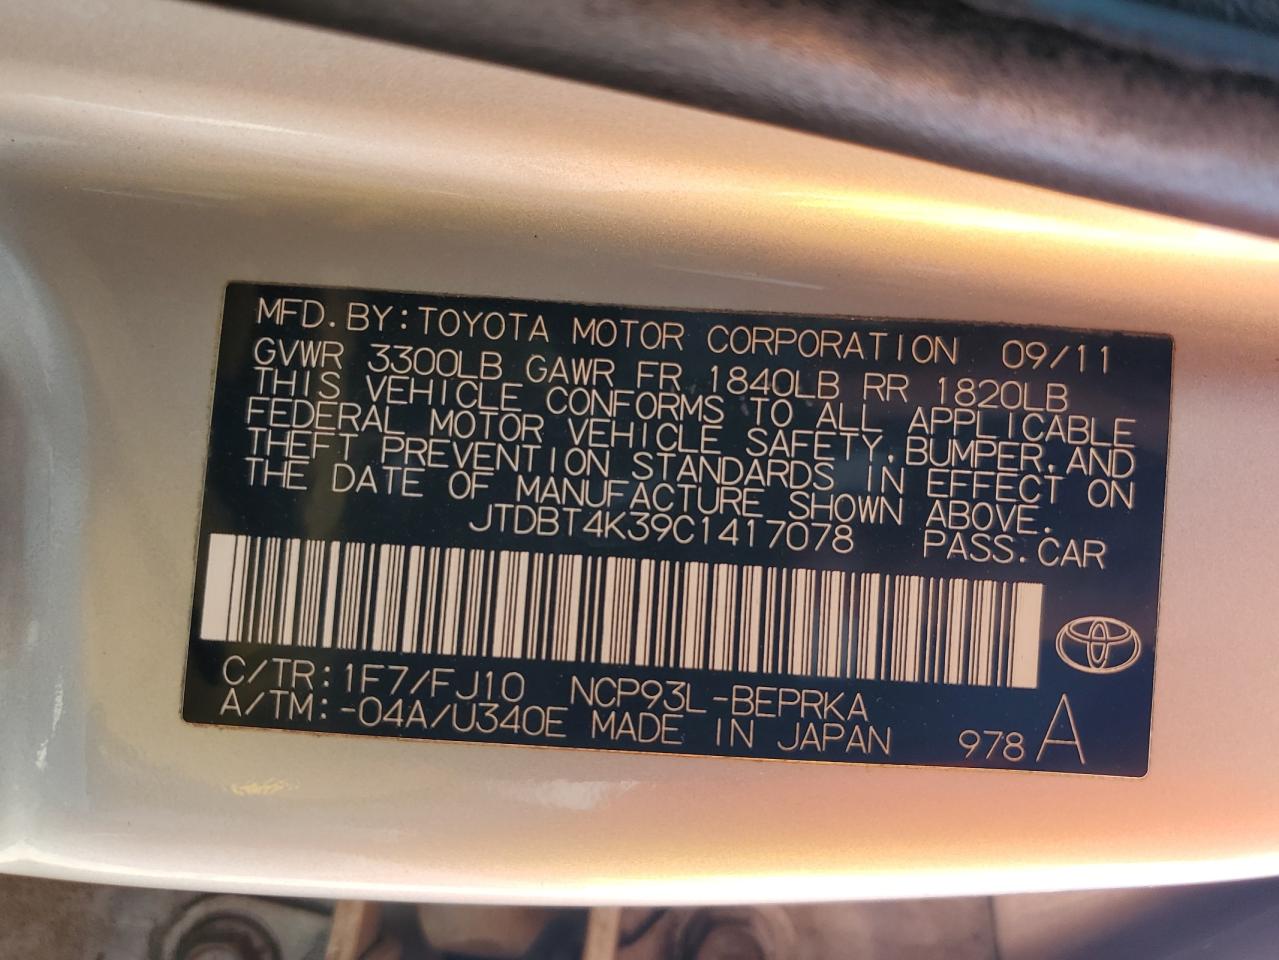 MFD. BY: TOYOTA MOTOR CORPORATION 09/11
GVWR 3300LB GAWR FR 1840LB RR 1820LB
THIS VEHICLE CONFORMS TO ALL APPLICABLE
FEDERAL MOTOR VEHICLE SAFETY, BUMPER, AND
THEFT PREVENTION STANDARDS IN EFFECT ON
THE DATE OF MANUFACTURE SHOWN ABOVE.
JTDBT4K39C1417078 PASS. CAR
C/TR: 1F7/FJ10 NCP93L-BEPRKA
A/TM: -04A/U340E MADE IN JAPAN 978 A